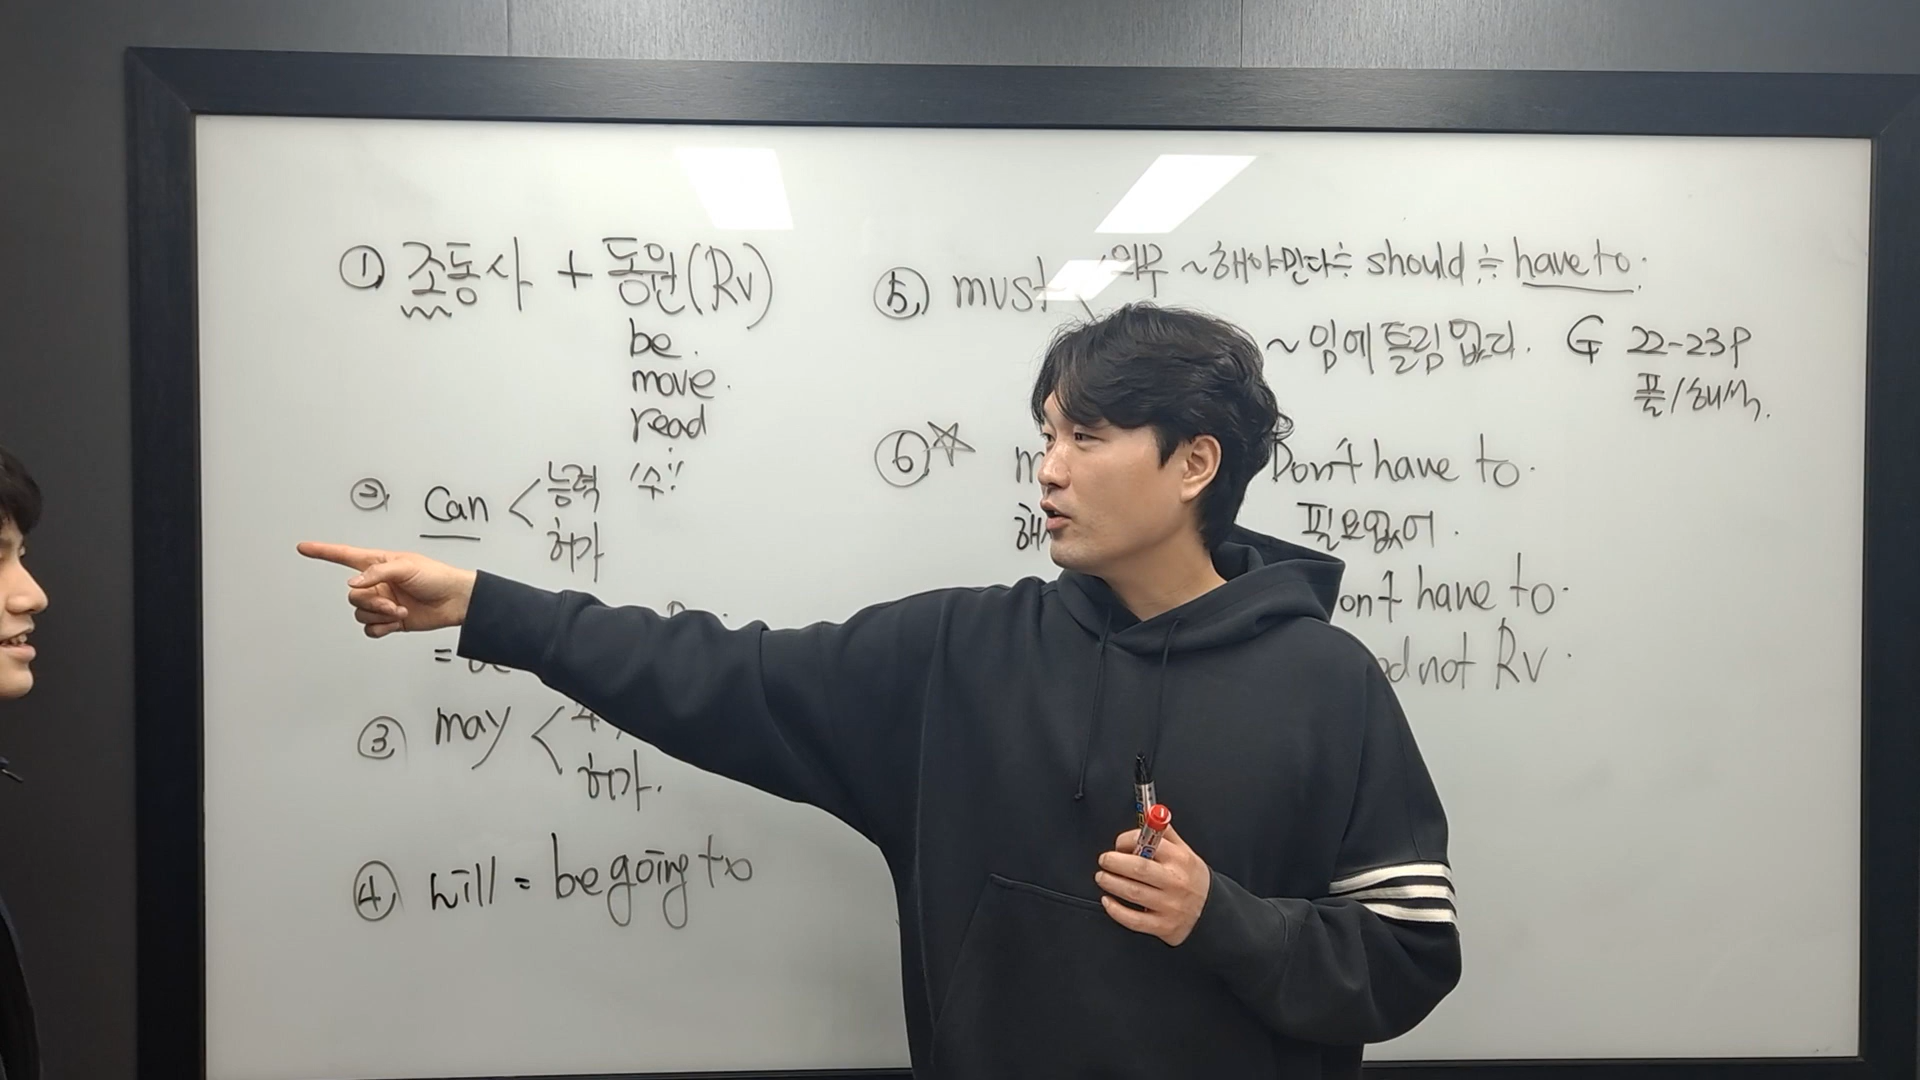 ① 조동사 + 동원(Rv)
be.
move.
read
② Can < 능력 '수!!
허가
=
③ may <
허가.
④ will = be going to
⑤ must 의무 ~해야만다≒ should ≒ have to.
~임에 틀림 없다. G 22-23p
풀/해석.
⑥☆ Don't have to.
필요없어.
have to.
not Rv.